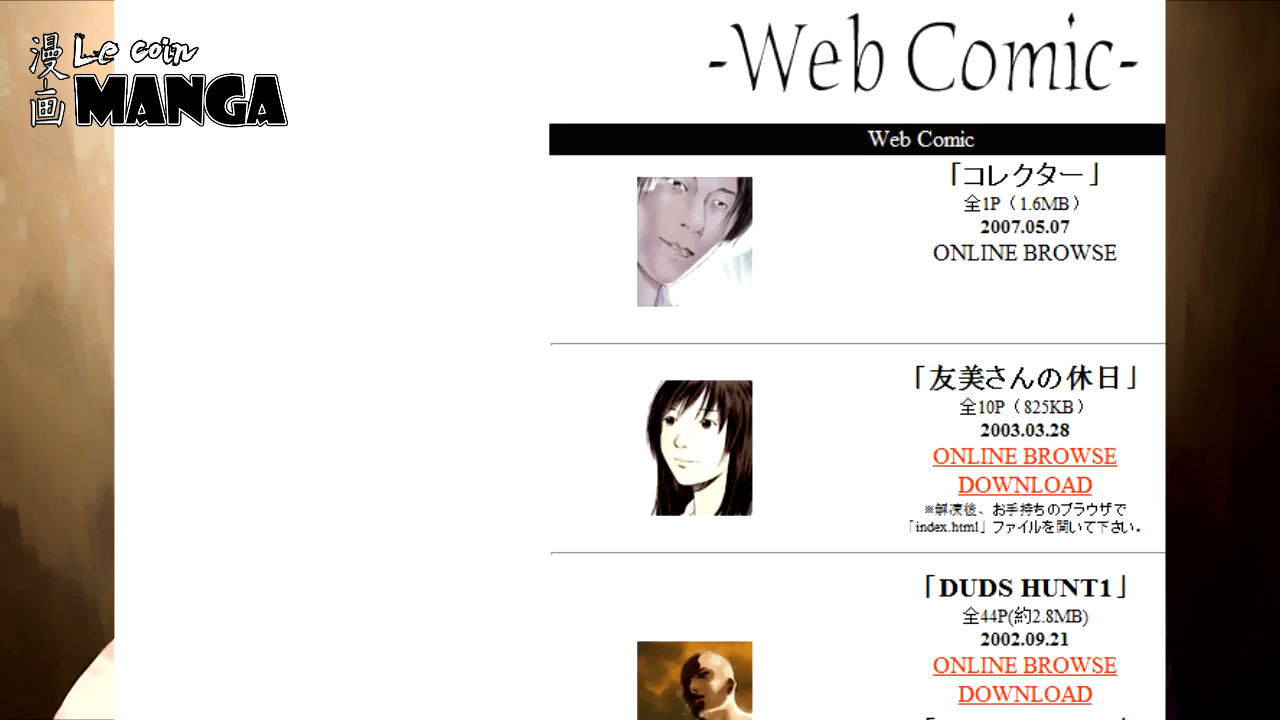 漫画
Le coin
MANGA
-Web Comic-
Web Comic
「コレクター」
全1P（1.6MB）
2007.05.07
ONLINE BROWSE
「友美さんの休日」
全10P（825KB）
2003.03.28
ONLINE BROWSE
DOWNLOAD
※解凍後、お手持ちのブラウザで
「index.html」ファイルを開いて下さい。
「DUDS HUNT1」
全44P(約2.8MB)
2002.09.21
ONLINE BROWSE
DOWNLOAD